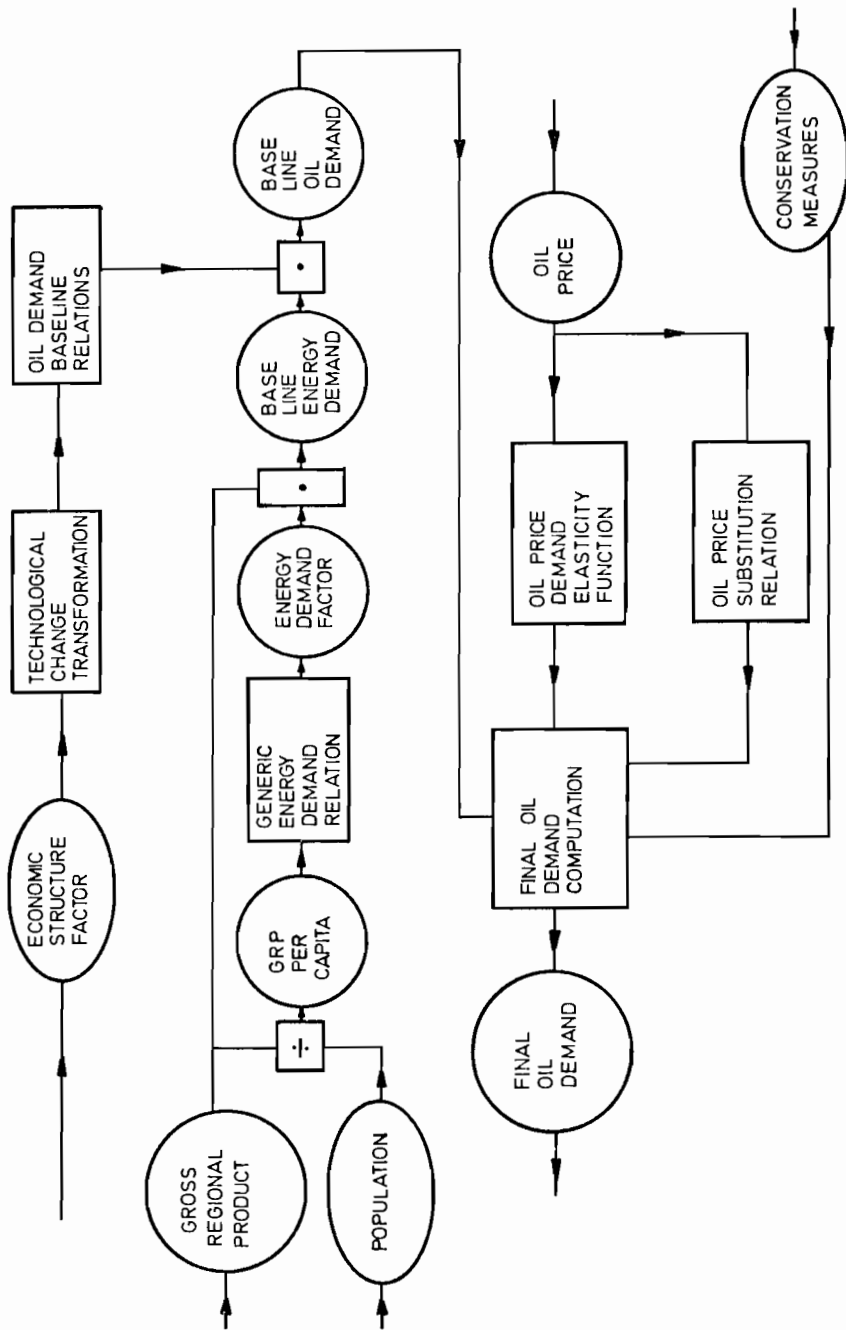 ECONOMIC
STRUCTURE
FACTOR
TECHNOLOGICAL
CHANGE
TRANSFORMATION
OIL DEMAND
BASELINE
RELATIONS
GROSS
REGIONAL
PRODUCT
POPULATION
÷
GRP
PER
CAPITA
GENERIC
ENERGY
DEMAND
RELATION
ENERGY
DEMAND
FACTOR
•
BASE
LINE
ENERGY
DEMAND
•
BASE
LINE
OIL
DEMAND
FINAL
OIL
DEMAND
FINAL OIL
DEMAND
COMPUTATION
OIL PRICE
DEMAND
ELASTICITY
FUNCTION
OIL
PRICE
OIL PRICE
SUBSTITUTION
RELATION
CONSERVATION
MEASURES